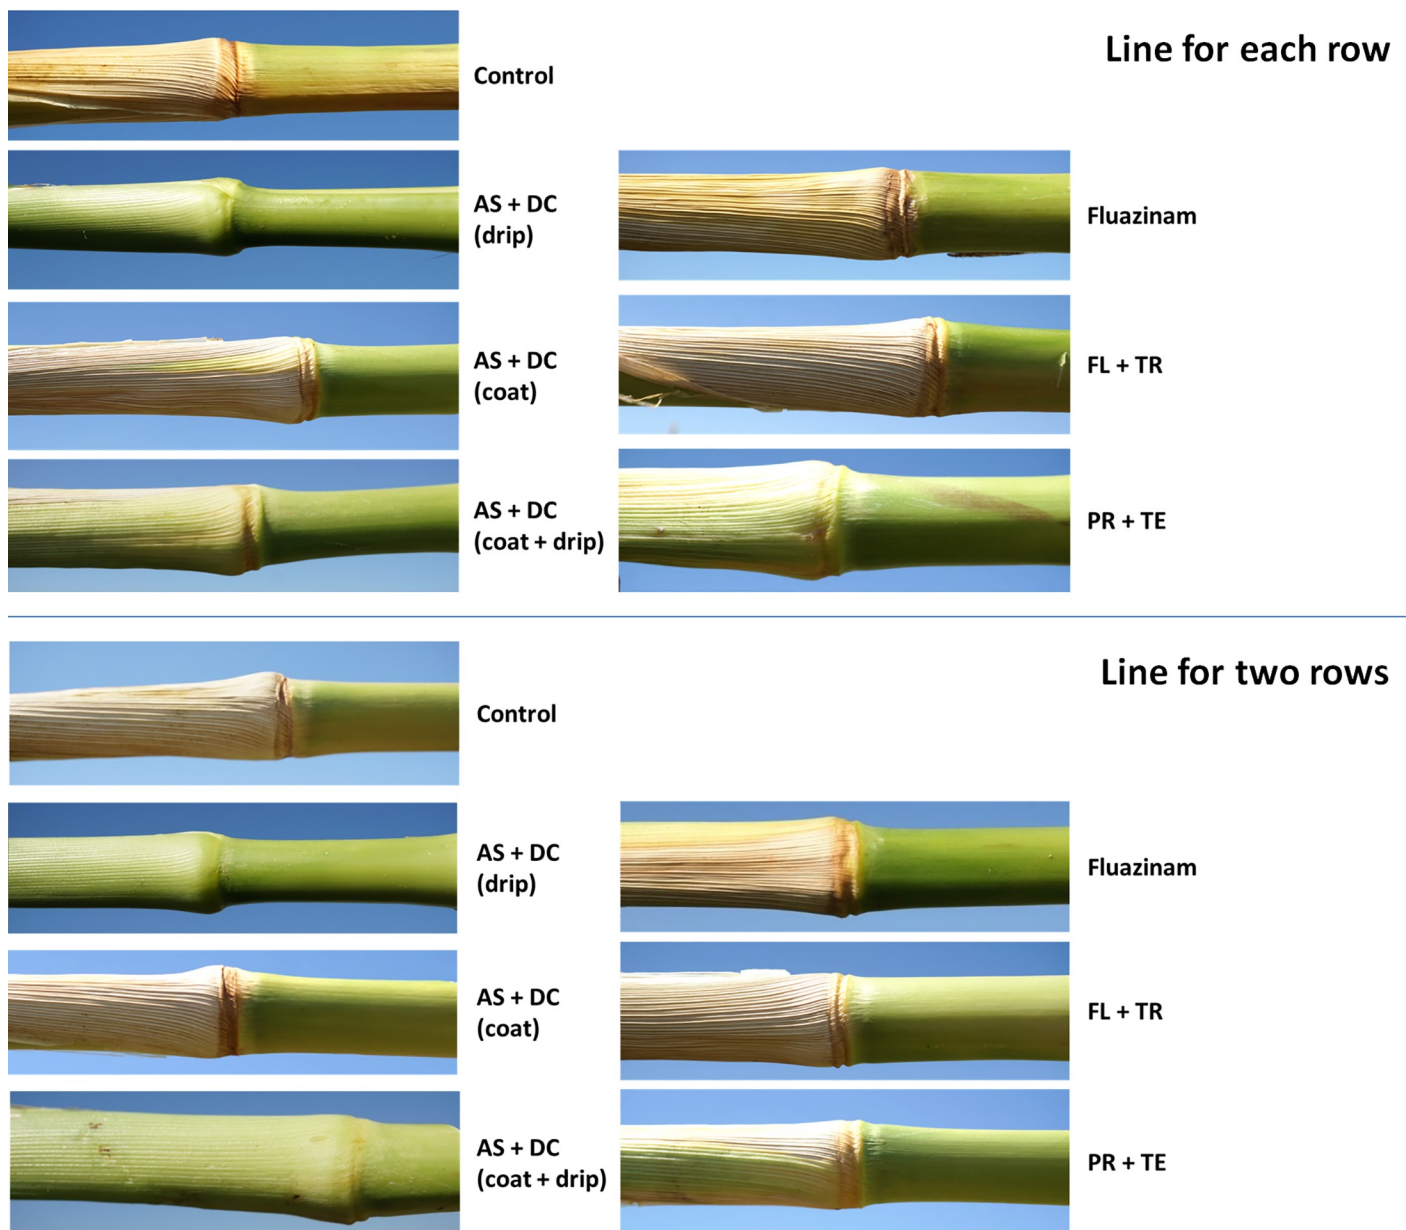 Line for each row
Control
AS + DC
(drip)
Fluazinam
AS + DC
(coat)
FL + TR
AS + DC
(coat + drip)
PR + TE
Line for two rows
Control
AS + DC
(drip)
Fluazinam
AS + DC
(coat)
FL + TR
AS + DC
(coat + drip)
PR + TE